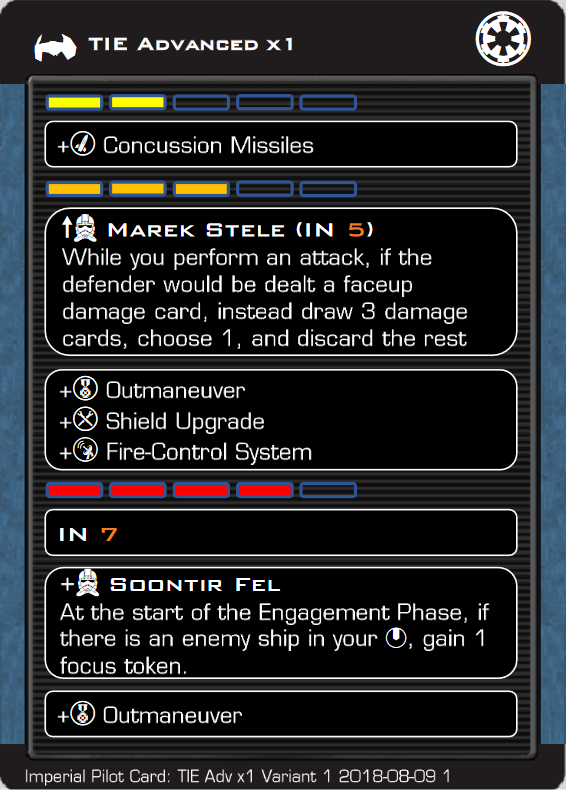 TIE Advanced x1
+ Concussion Missiles
Marek Stele (IN 5)
While you perform an attack, if the
defender would be dealt a faceup
damage card, instead draw 3 damage
cards, choose 1, and discard the rest
+ Outmaneuver
+ Shield Upgrade
+ Fire-Control System
IN 7
+ Soontir Fel
At the start of the Engagement Phase, if
there is an enemy ship in your , gain 1
focus token.
+ Outmaneuver
Imperial Pilot Card: TIE Adv x1 Variant 1 2018-08-09 1